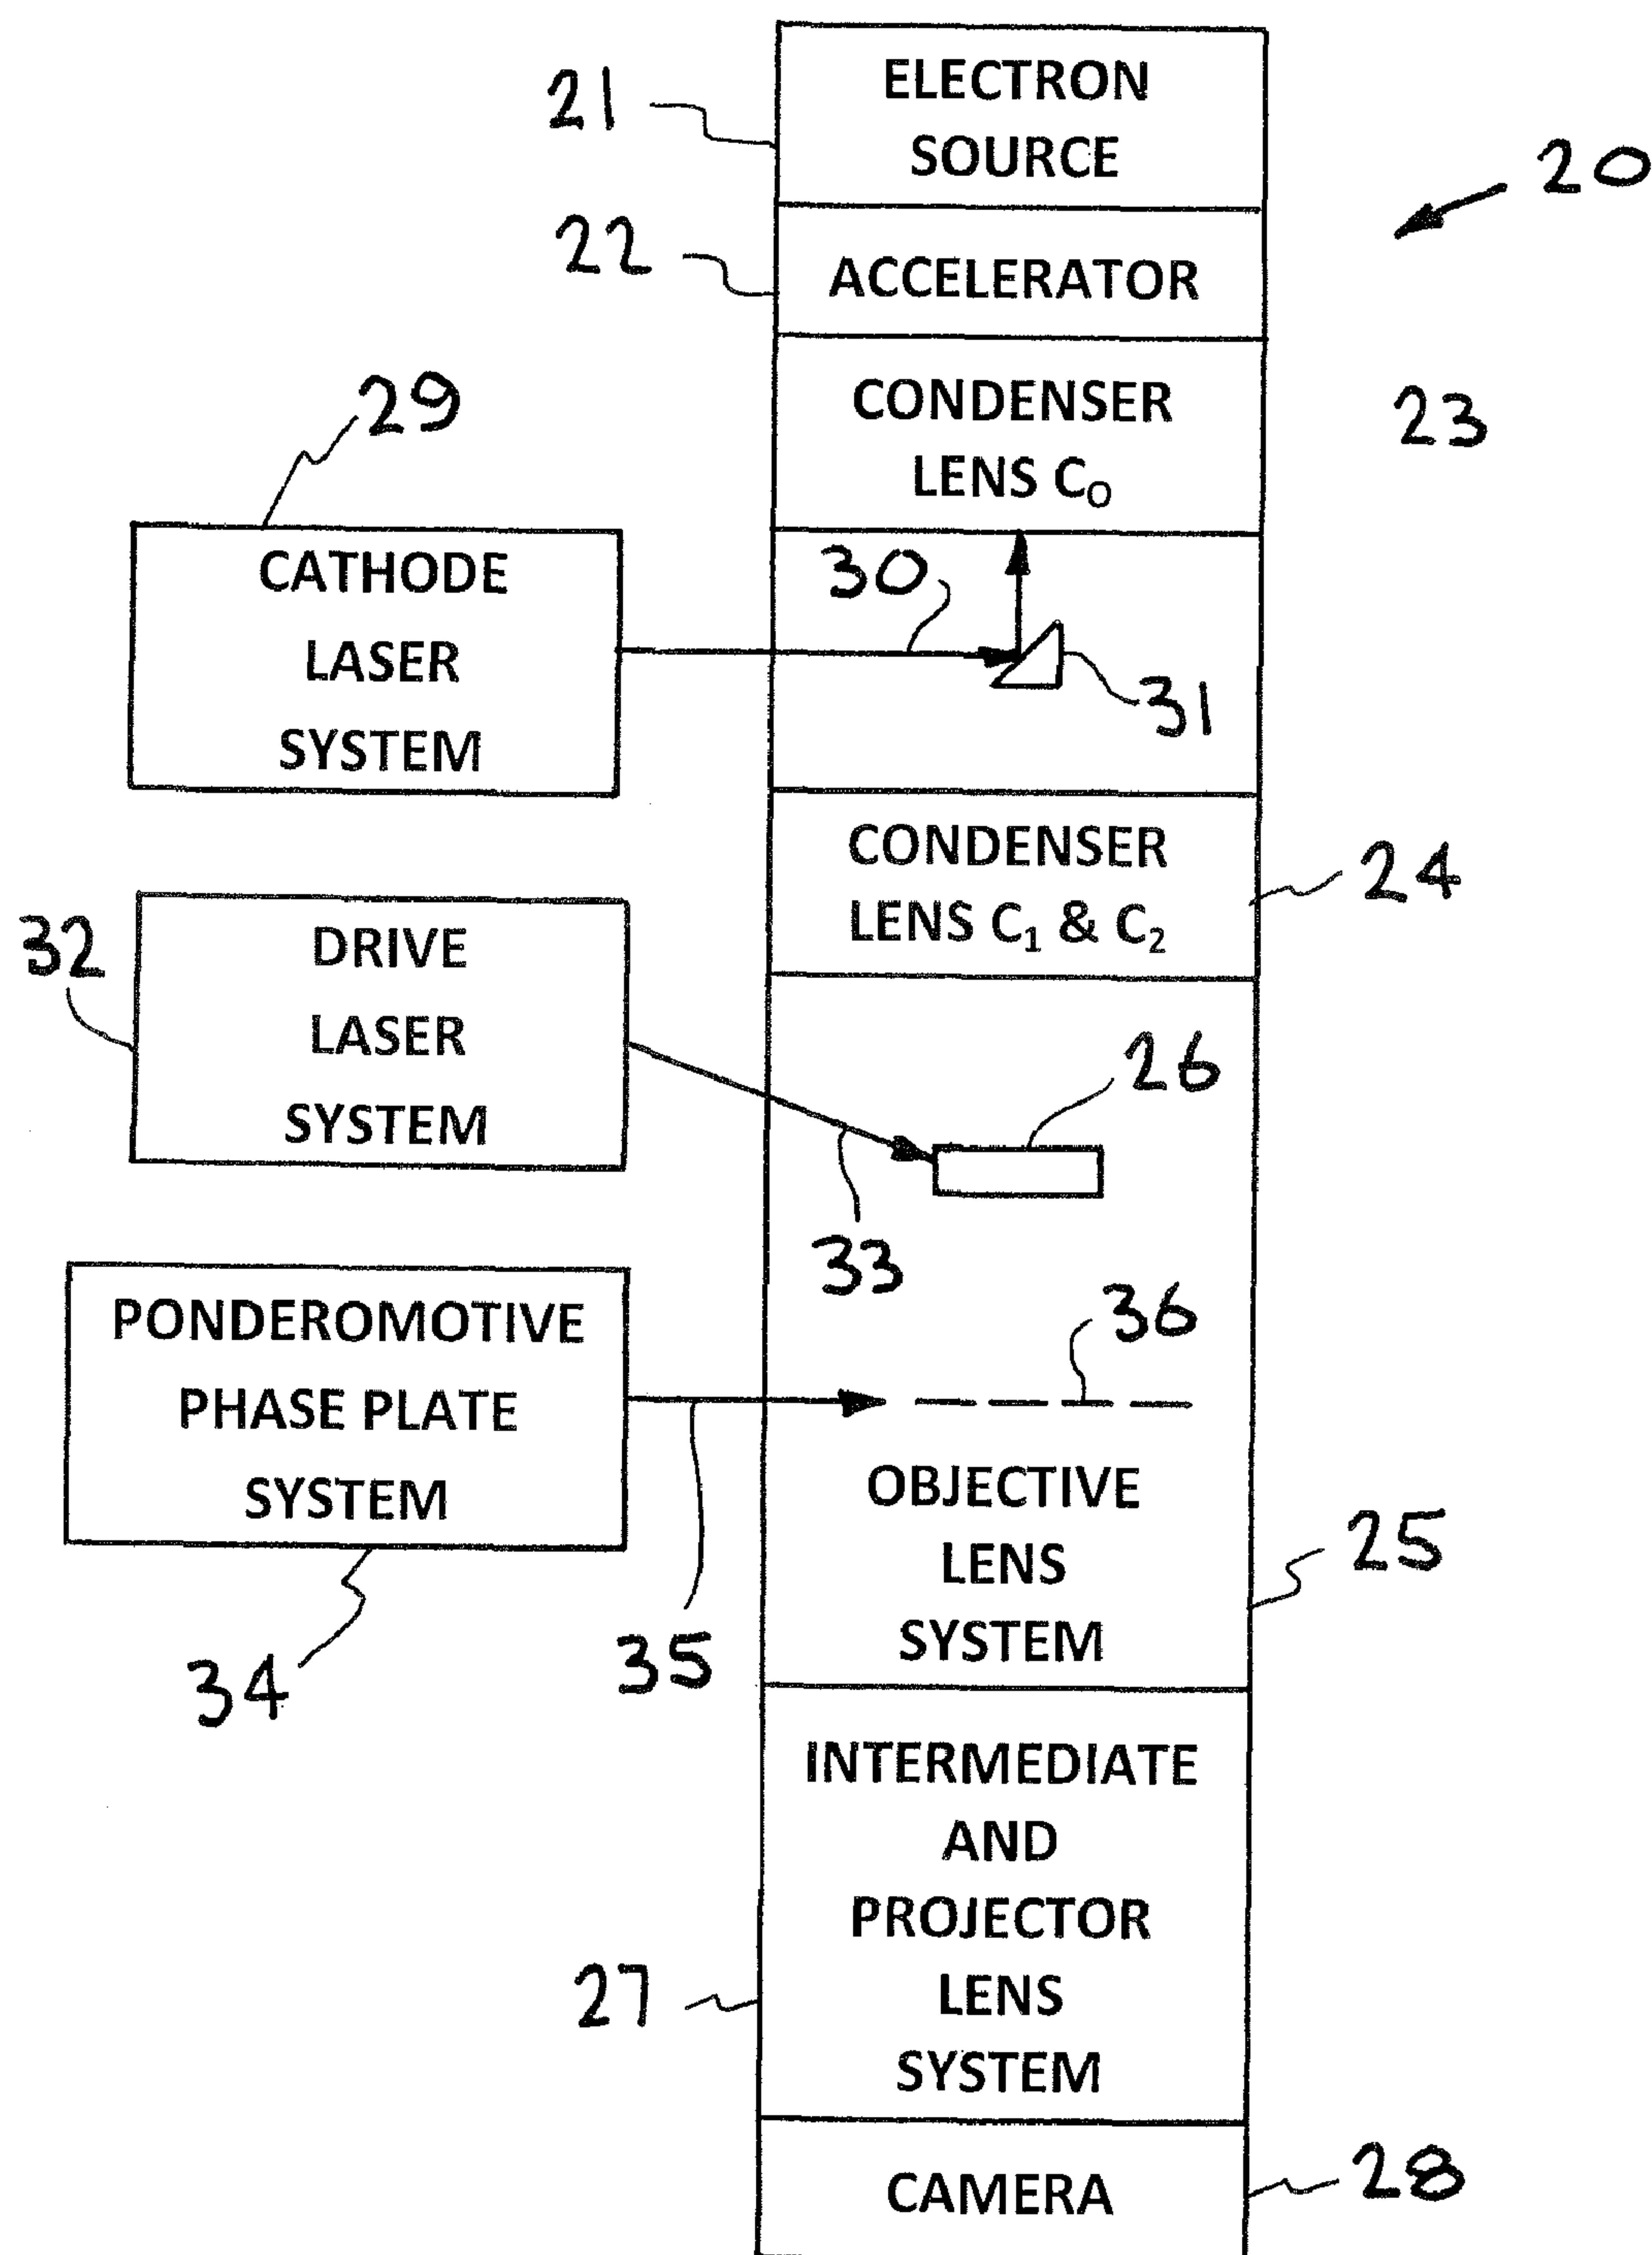 21
ELECTRON
SOURCE
20
22
ACCELERATOR
29
CONDENSER
LENS C₀
23
CATHODE
LASER
SYSTEM
30
31
CONDENSER
LENS C₁ & C₂
24
32
DRIVE
LASER
SYSTEM
26
33
PONDEROMOTIVE
PHASE PLATE
SYSTEM
36
OBJECTIVE
LENS
SYSTEM
25
34
35
INTERMEDIATE
AND
PROJECTOR
LENS
SYSTEM
27
CAMERA
28